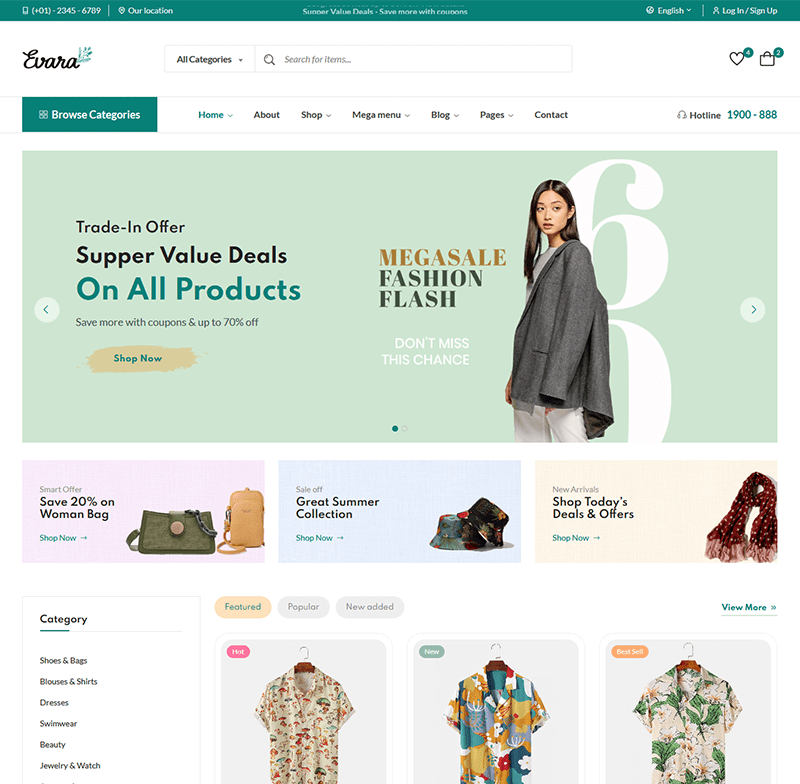 (+01) - 2345 - 6789
Our location
Supper Value Deals - Save more with coupons
English
Log In / Sign Up
Evara
4
2
All Categories
Search for items...
Browse Categories
Home
About
Shop
Mega menu
Blog
Pages
Contact
Hotline 1900 - 888
6
Trade-In Offer
Supper Value Deals
On All Products
Save more with coupons & up to 70% off
Shop Now
MEGASALE
FASHION
FLASH
DON'T MISS
THIS CHANCE
6
Smart Offer
Save 20% on
Woman Bag
Shop Now →
Sale off
Great Summer
Collection
Shop Now →
New Arrivals
Shop Today's
Deals & Offers
Shop Now →
Category
Shoes & Bags
Blouses & Shirts
Dresses
Swimwear
Beauty
Jewelry & Watch
Featured
Popular
New added
View More »
Hot
New
Best Sell